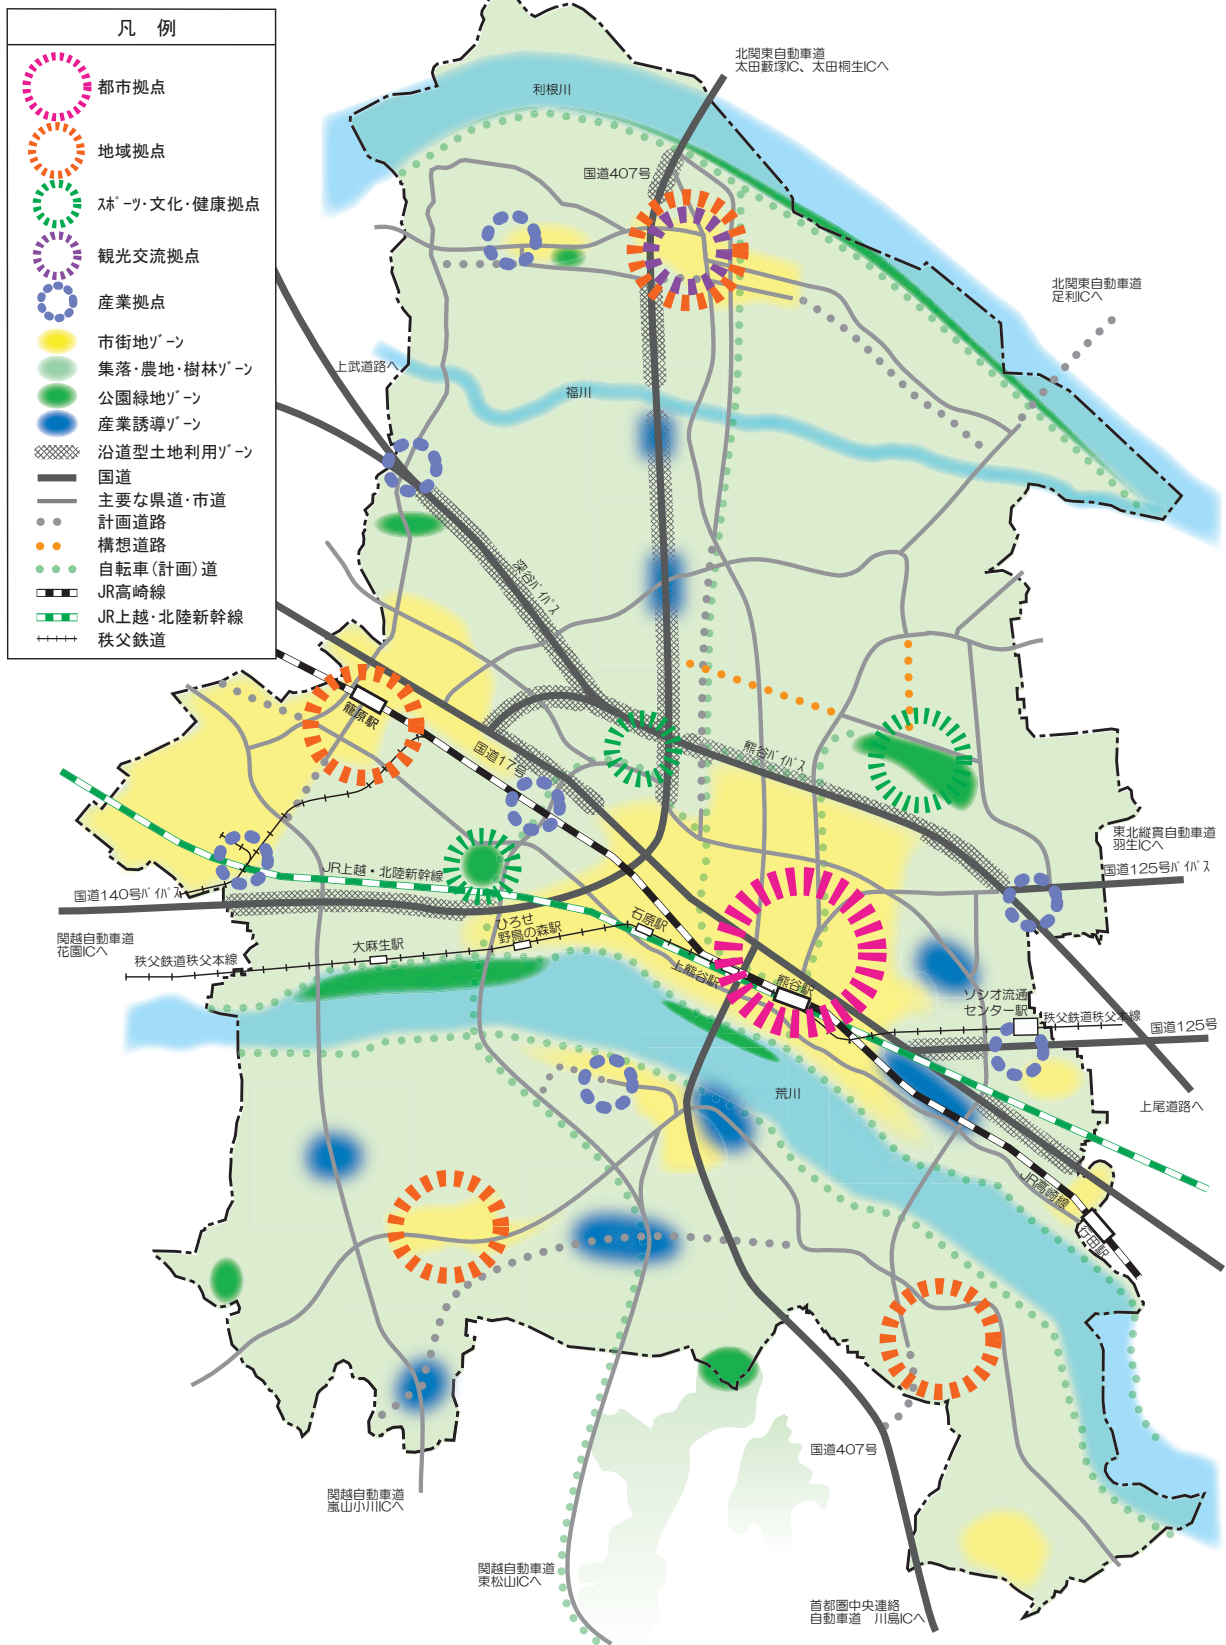 凡 例
都市拠点
地域拠点
ｽﾎﾟｰﾂ・文化・健康拠点
観光交流拠点
産業拠点
市街地ｿﾞｰﾝ
集落・農地・樹林ｿﾞｰﾝ
公園緑地ｿﾞｰﾝ
産業誘導ｿﾞｰﾝ
沿道型土地利用ｿﾞｰﾝ
国道
主要な県道・市道
計画道路
構想道路
自転車（計画）道
JR高崎線
JR上越・北陸新幹線
秩父鉄道
北関東自動車道
太田藪塚IC、太田桐生ICへ
利根川
国道407号
北関東自動車道
足利ICへ
上武道路へ
福川
深谷ﾊﾞｲﾊﾟｽ
籠原駅
国道17号
熊谷ﾊﾞｲﾊﾟｽ
東北縦貫自動車道
羽生ICへ
国道125号ﾊﾞｲﾊﾟｽ
JR上越・北陸新幹線
国道140号ﾊﾞｲﾊﾟｽ
関越自動車道
花園ICへ
秩父鉄道秩父本線
大麻生駅
ひろせ
野鳥の森駅
石原駅
上熊谷駅
熊谷駅
ソシオ流通
センター駅
秩父鉄道秩父本線
国道125号
荒川
上尾道路へ
JR高崎線
行田駅
国道407号
関越自動車道
嵐山小川ICへ
関越自動車道
東松山ICへ
首都圏中央連絡
自動車道　川島ICへ